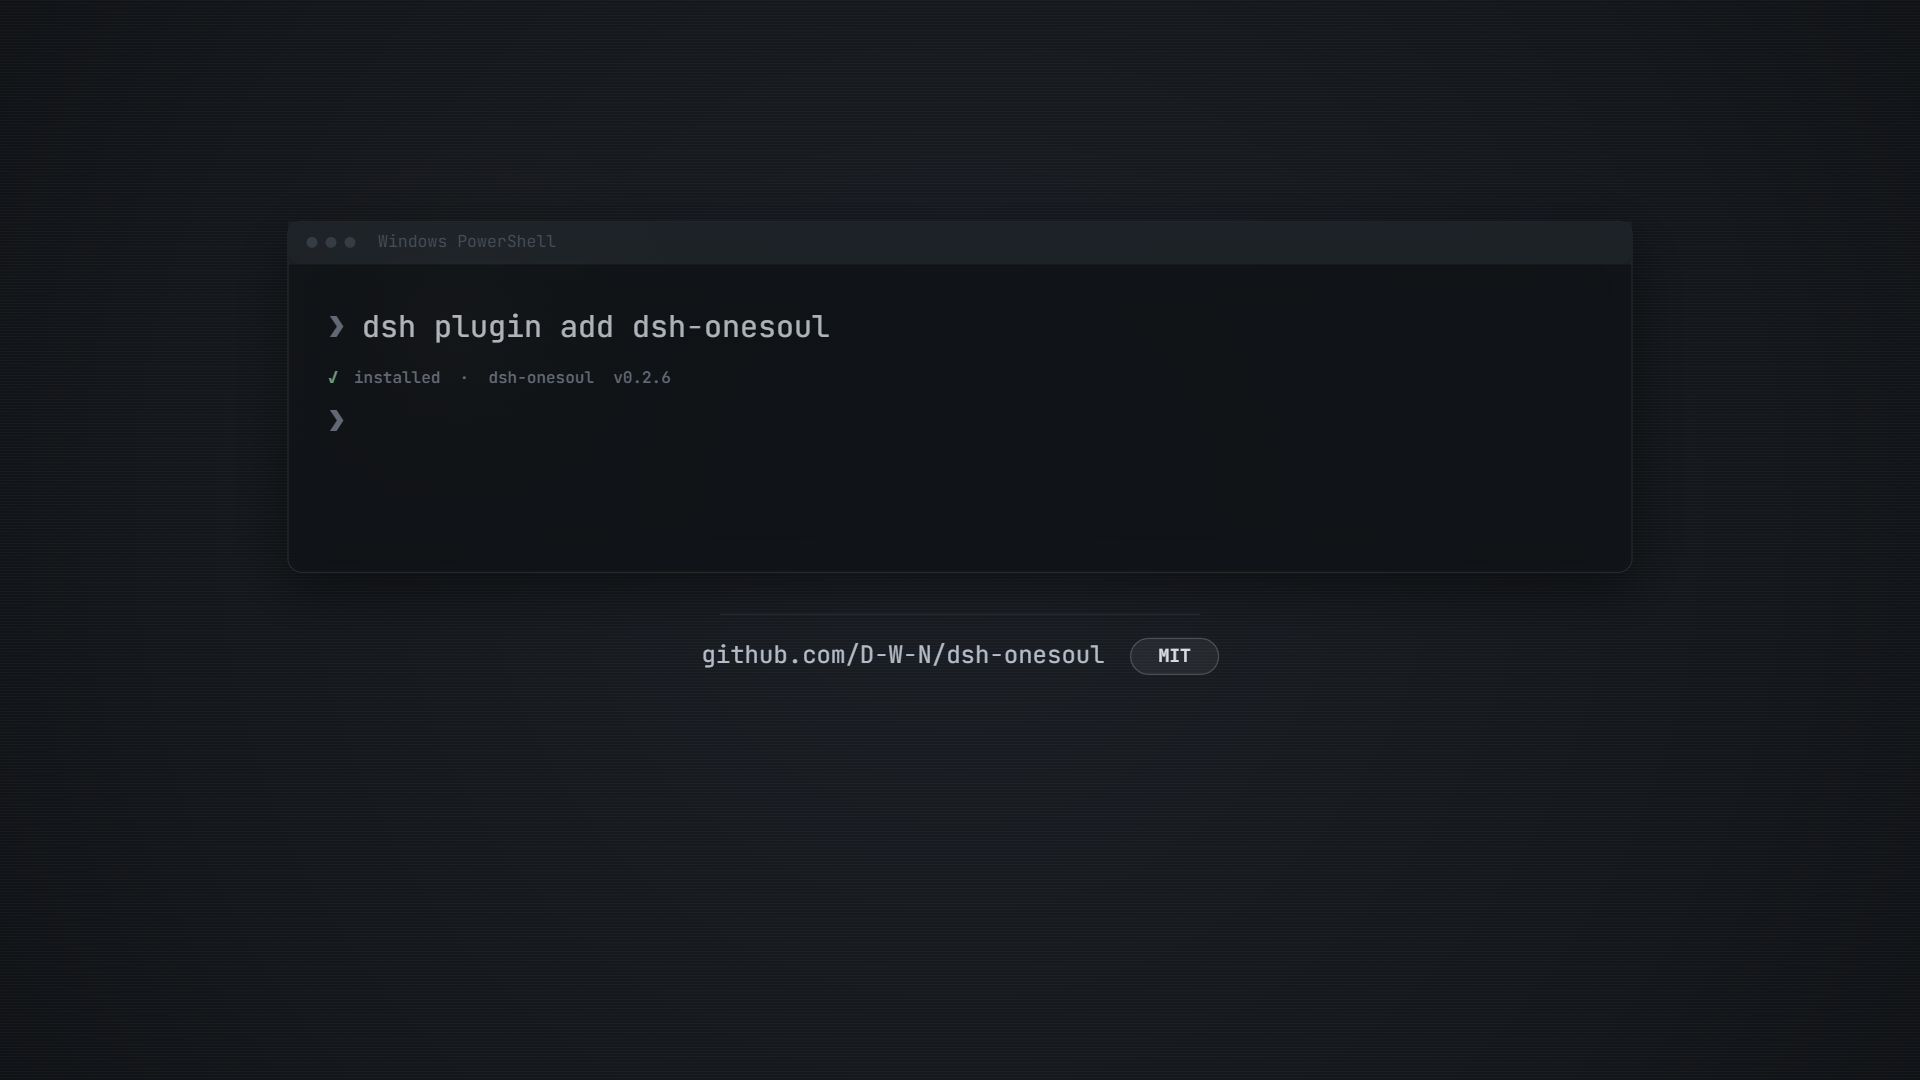 Windows PowerShell
❯ dsh plugin add dsh-onesoul
✓ installed · dsh-onesoul v0.2.6
❯
github.com/D-W-N/dsh-onesoul MIT